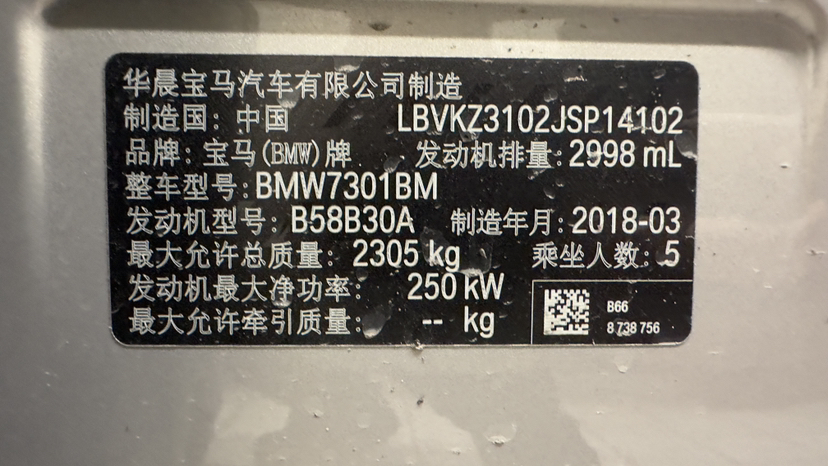 华晨宝马汽车有限公司制造
制造国：中国 LBVKZ3102JSP14102
品牌：宝马(BMW)牌 发动机排量：2998 mL
整车型号：BMW7301BM
发动机型号：B58B30A 制造年月：2018-03
最大允许总质量：2305 kg 乘坐人数：5
发动机最大净功率： 250 kW
最大允许牵引质量： -- kg
B66
8 738 756